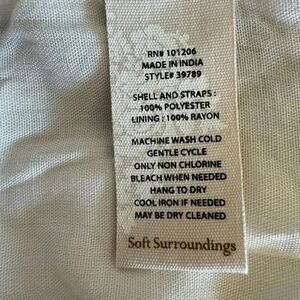 RN# 101206
MADE IN INDIA
STYLE# 39789
SHELL AND STRAPS :
100% POLYESTER
LINING : 100% RAYON
MACHINE WASH COLD
GENTLE CYCLE
ONLY NON CHLORINE
BLEACH WHEN NEEDED
HANG TO DRY
COOL IRON IF NEEDED
MAY BE DRY CLEANED
Soft Surroundings